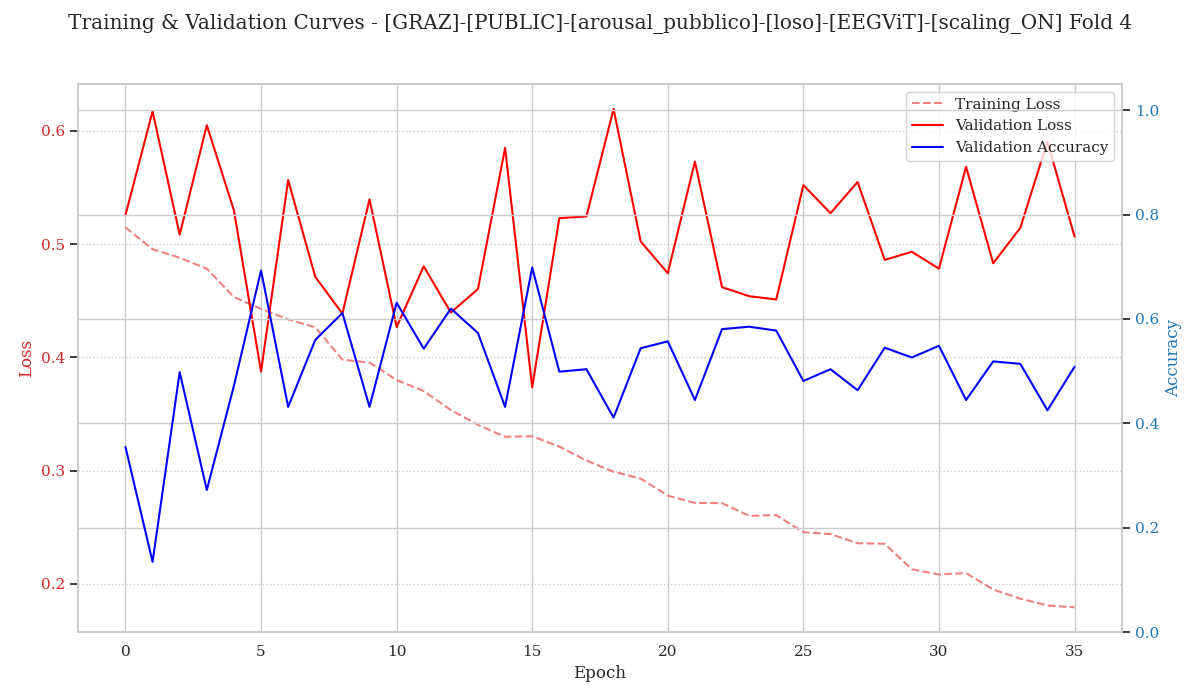 Training & Validation Curves - [GRAZ]-[PUBLIC]-[arousal_pubblico]-[loso]-[EEGViT]-[scaling_ON] Fold 4
Training Loss
Validation Loss
Validation Accuracy
0.6
0.5
0.4
0.3
0.2
Loss
1.0
0.8
0.6
0.4
0.2
0.0
Accuracy
0 5 10 15 20 25 30 35
Epoch